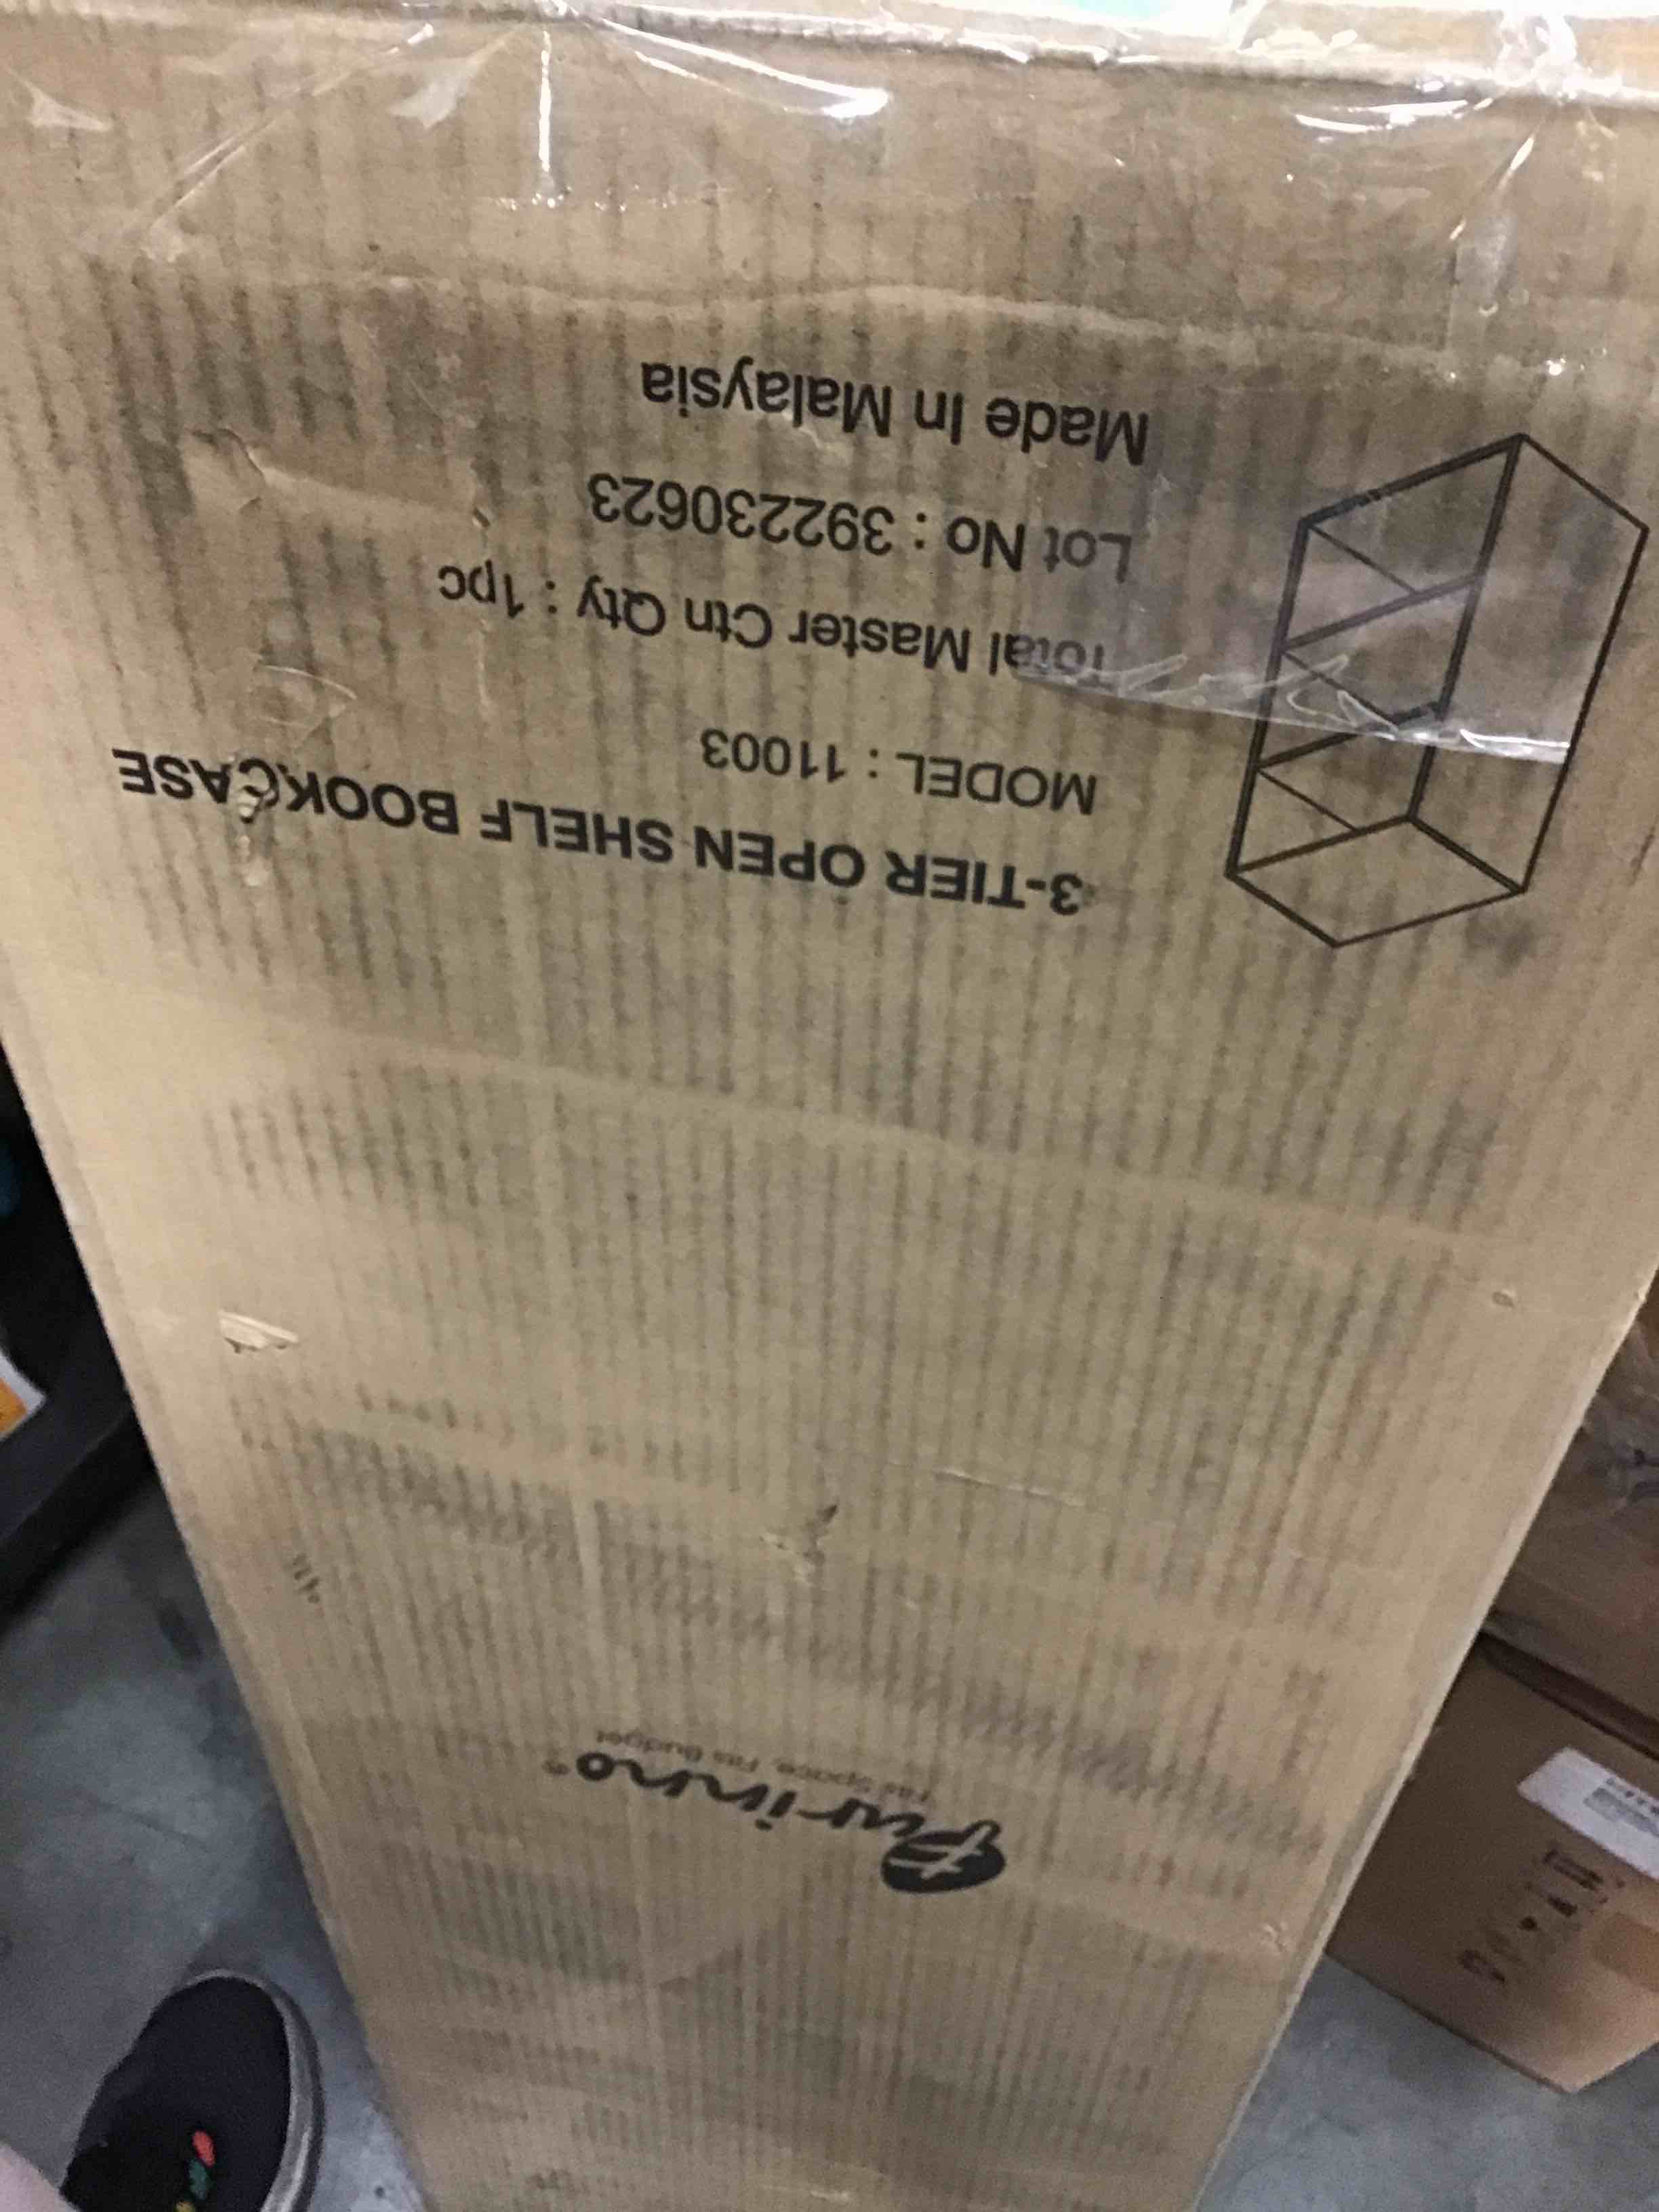 Furinno®
Fits Space, Fits Budget
3-TIER OPEN SHELF BOOKCASE
MODEL : 11003
Total Master Ctn Qty : 1pc
Lot No : 392230623
Made In Malaysia